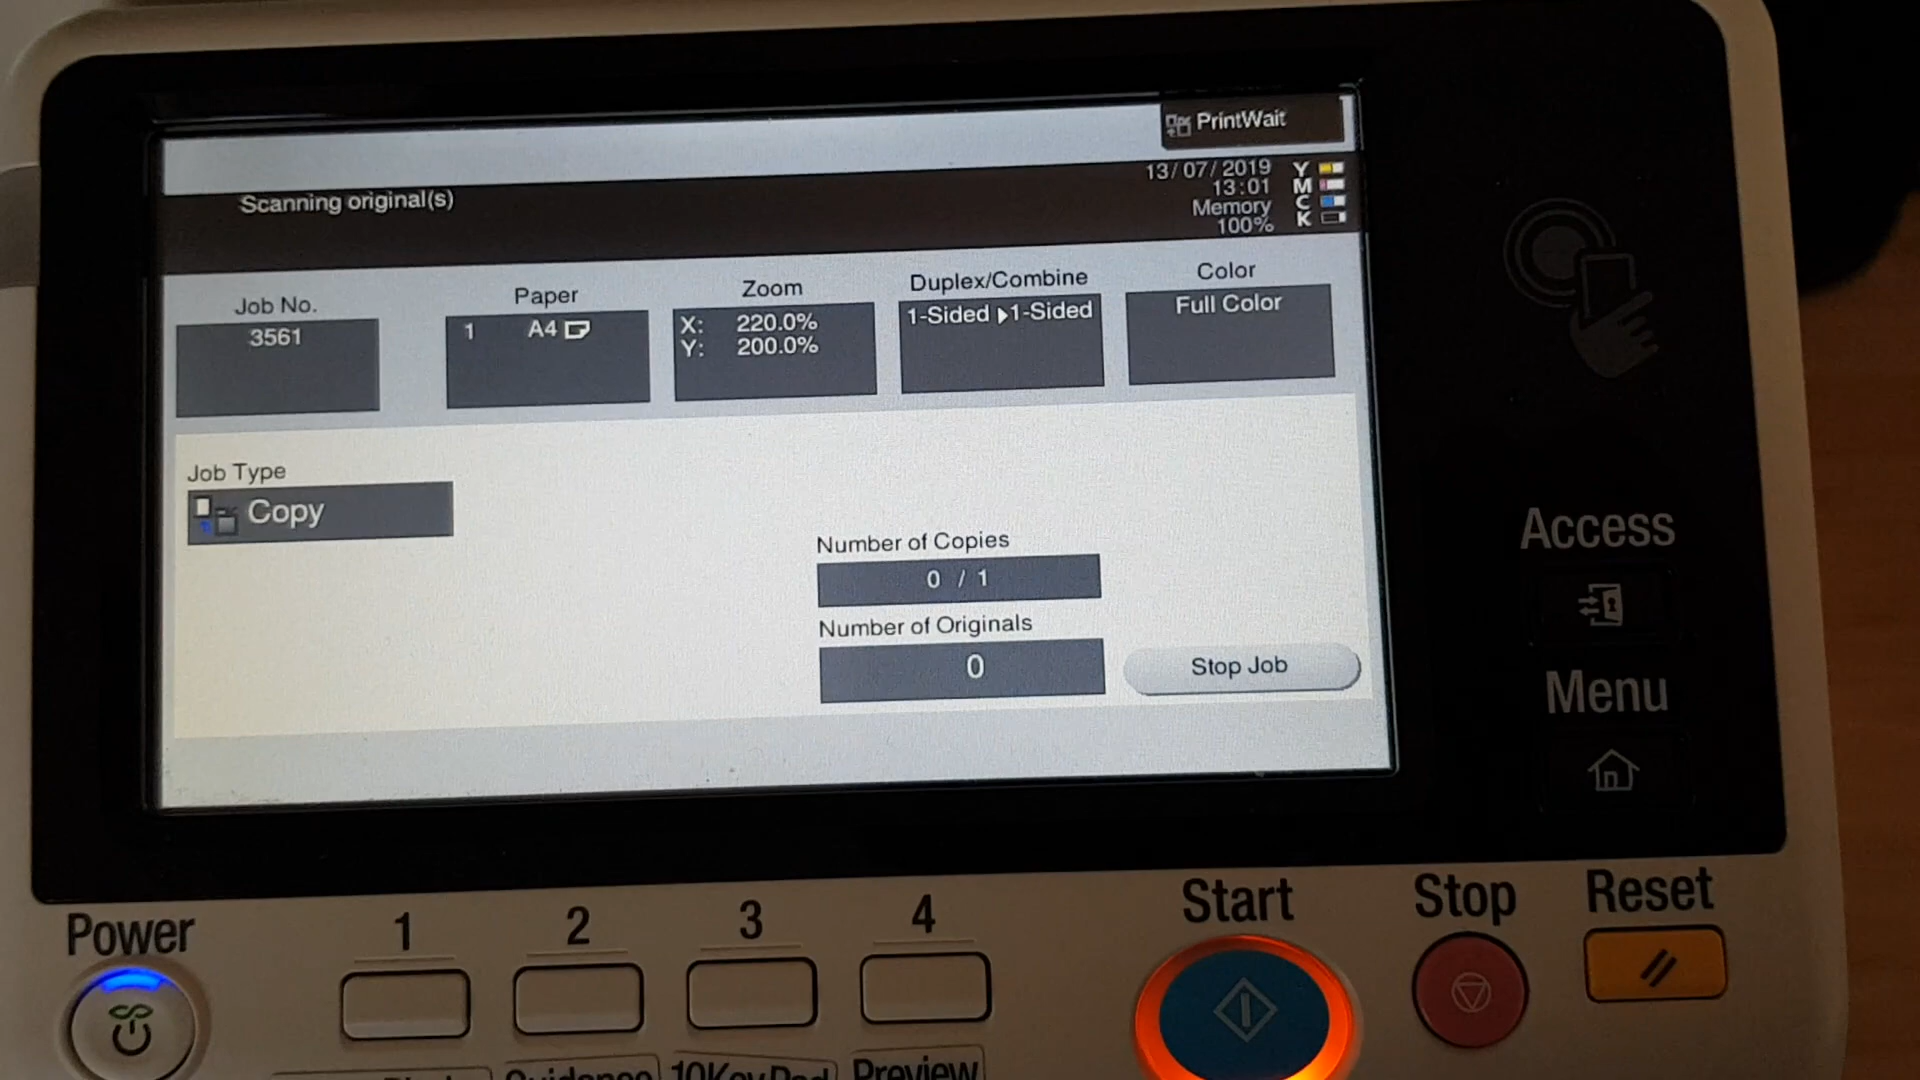 PrintWait
Scanning original(s)
13/07/2019
13:01
Memory
100%
Y
M
C
K
Job No.
3561
Paper
1 A4
Zoom
X: 220.0%
Y: 200.0%
Duplex/Combine
1-Sided ▶1-Sided
Color
Full Color
Job Type
Copy
Number of Copies
0 / 1
Number of Originals
0
Stop Job
Access
Menu
Power
1
2
3
4
Start
Stop
Reset
Guidance
10KeyPad
Preview